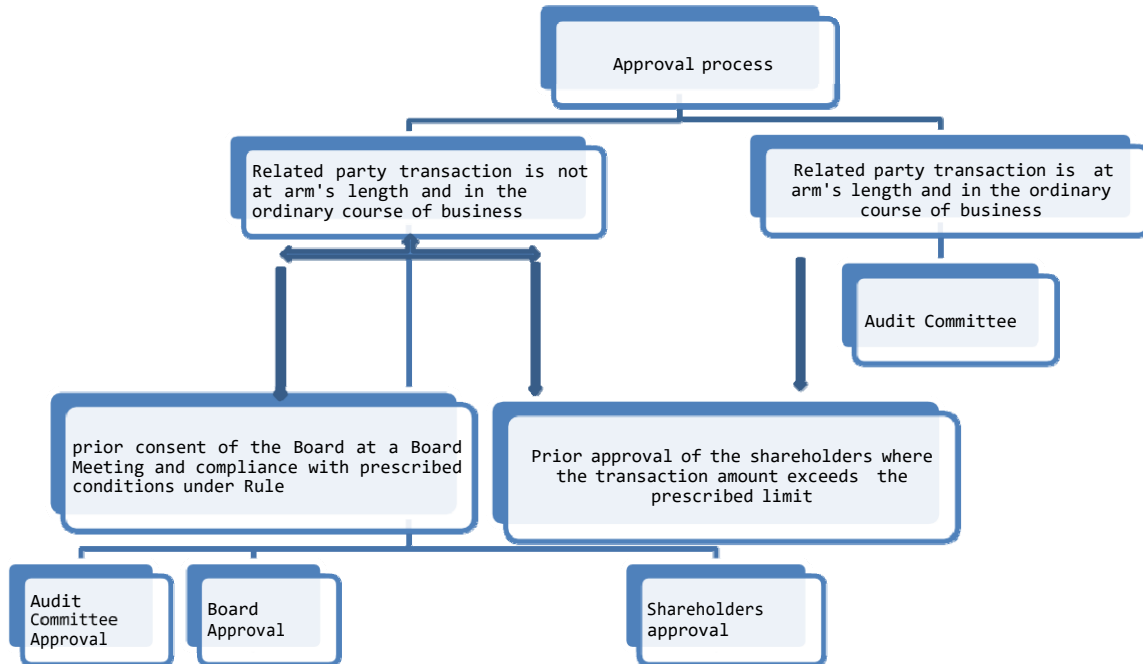 Approval process
Related party transaction is not
at arm's length and in the
ordinary course of business
Related party transaction is at
arm's length and in the ordinary
course of business
Audit Committee
prior consent of the Board at a Board
Meeting and compliance with prescribed
conditions under Rule
Prior approval of the shareholders where
the transaction amount exceeds the
prescribed limit
Audit
Committee
Approval
Board
Approval
Shareholders
approval